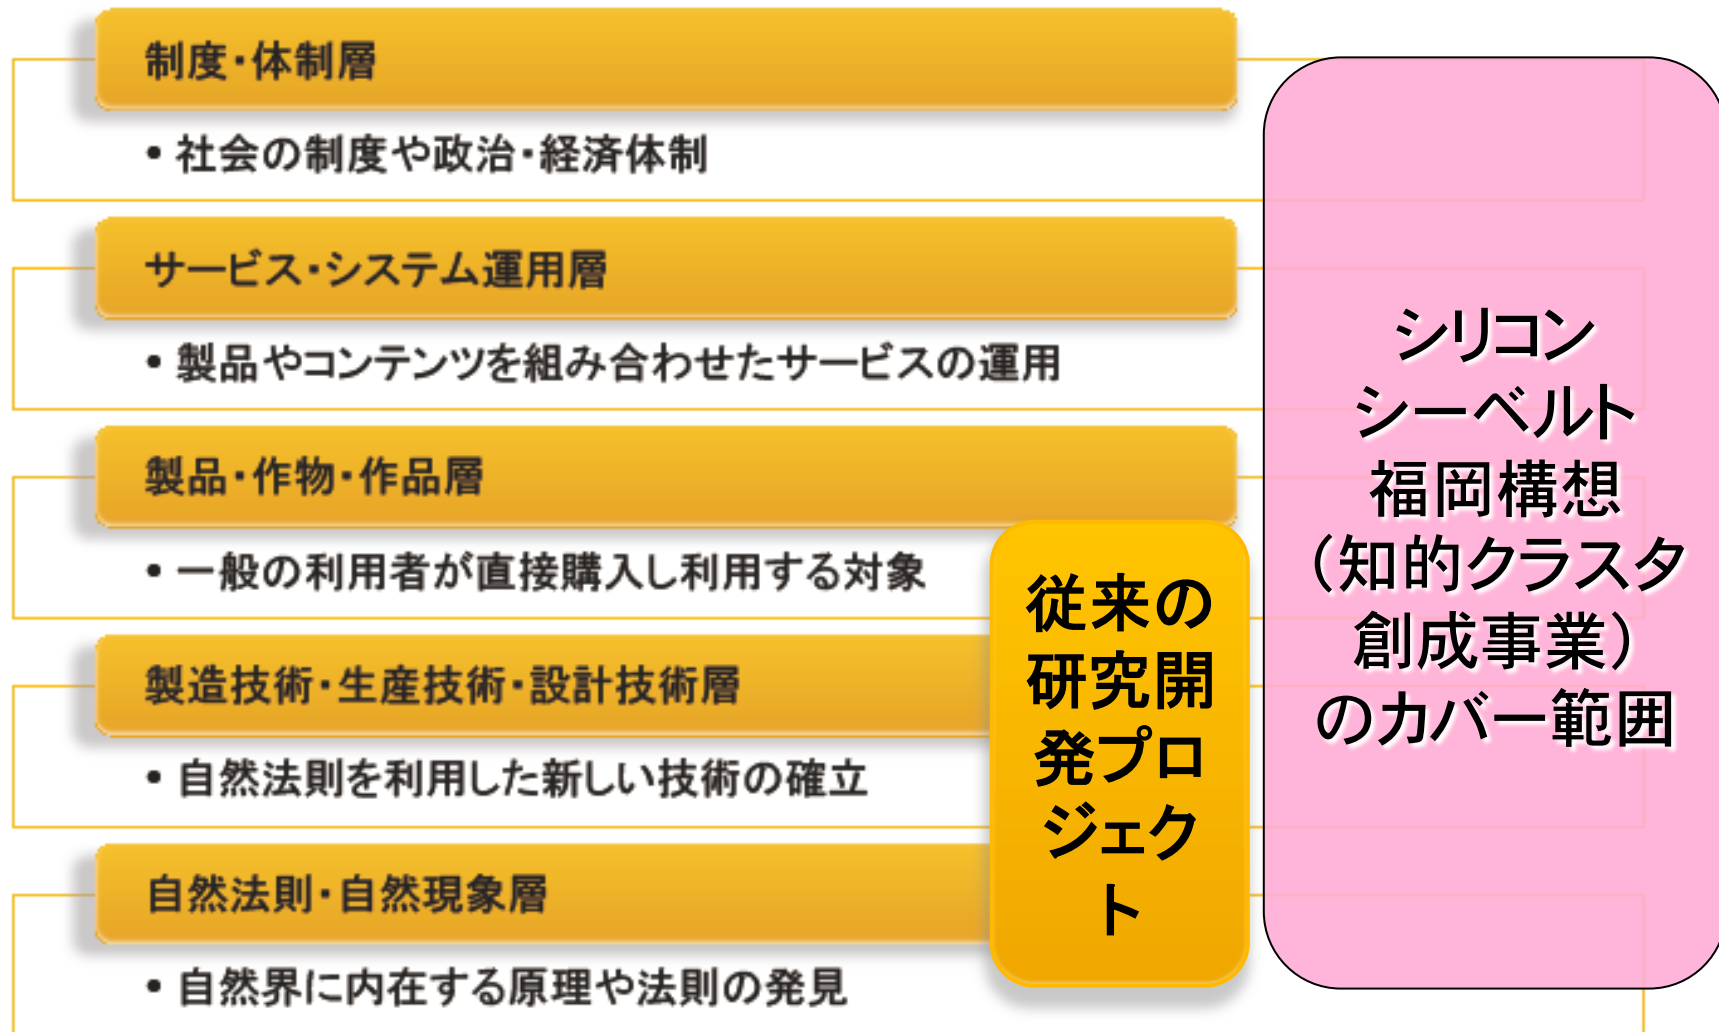 制度・体制層
• 社会の制度や政治・経済体制
サービス・システム運用層
• 製品やコンテンツを組み合わせたサービスの運用
製品・作物・作品層
• 一般の利用者が直接購入し利用する対象
製造技術・生産技術・設計技術層
• 自然法則を利用した新しい技術の確立
自然法則・自然現象層
• 自然界に内在する原理や法則の発見
従来の
研究開
発プロ
ジェク
ト
シリコン
シーベルト
福岡構想
（知的クラスタ
創成事業）
のカバー範囲